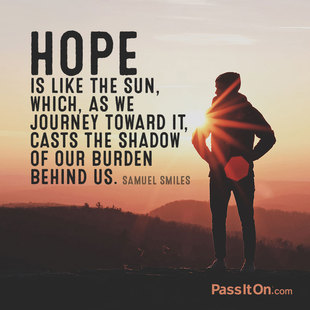 HOPE
IS LIKE THE SUN,
WHICH, AS WE
JOURNEY TOWARD IT,
CASTS THE SHADOW
OF OUR BURDEN
BEHIND US. SAMUEL SMILES
PassItOn.com